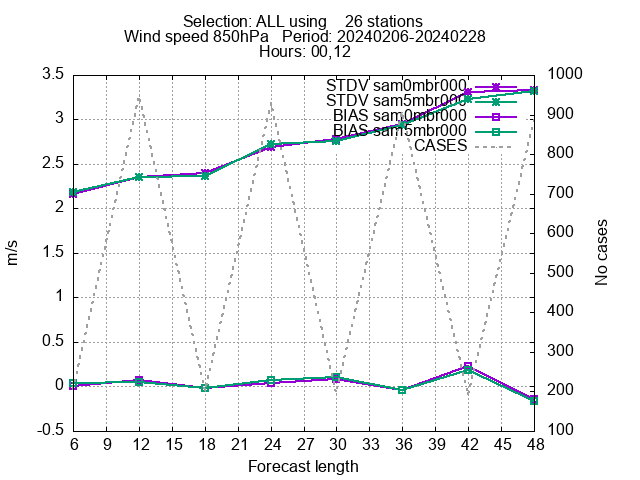 Selection: ALL using    26 stations
Wind speed 850hPa   Period: 20240206-20240228
Hours: 00,12
3.5
3
2.5
2
1.5
1
0.5
0
-0.5
m/s
STDV sam0mbr000
STDV sam5mbr000
BIAS sam0mbr000
BIAS sam5mbr000
CASES
1000
900
800
700
600
500
400
300
200
100
No cases
6 9 12 15 18 21 24 27 30 33 36 39 42 45 48
Forecast length